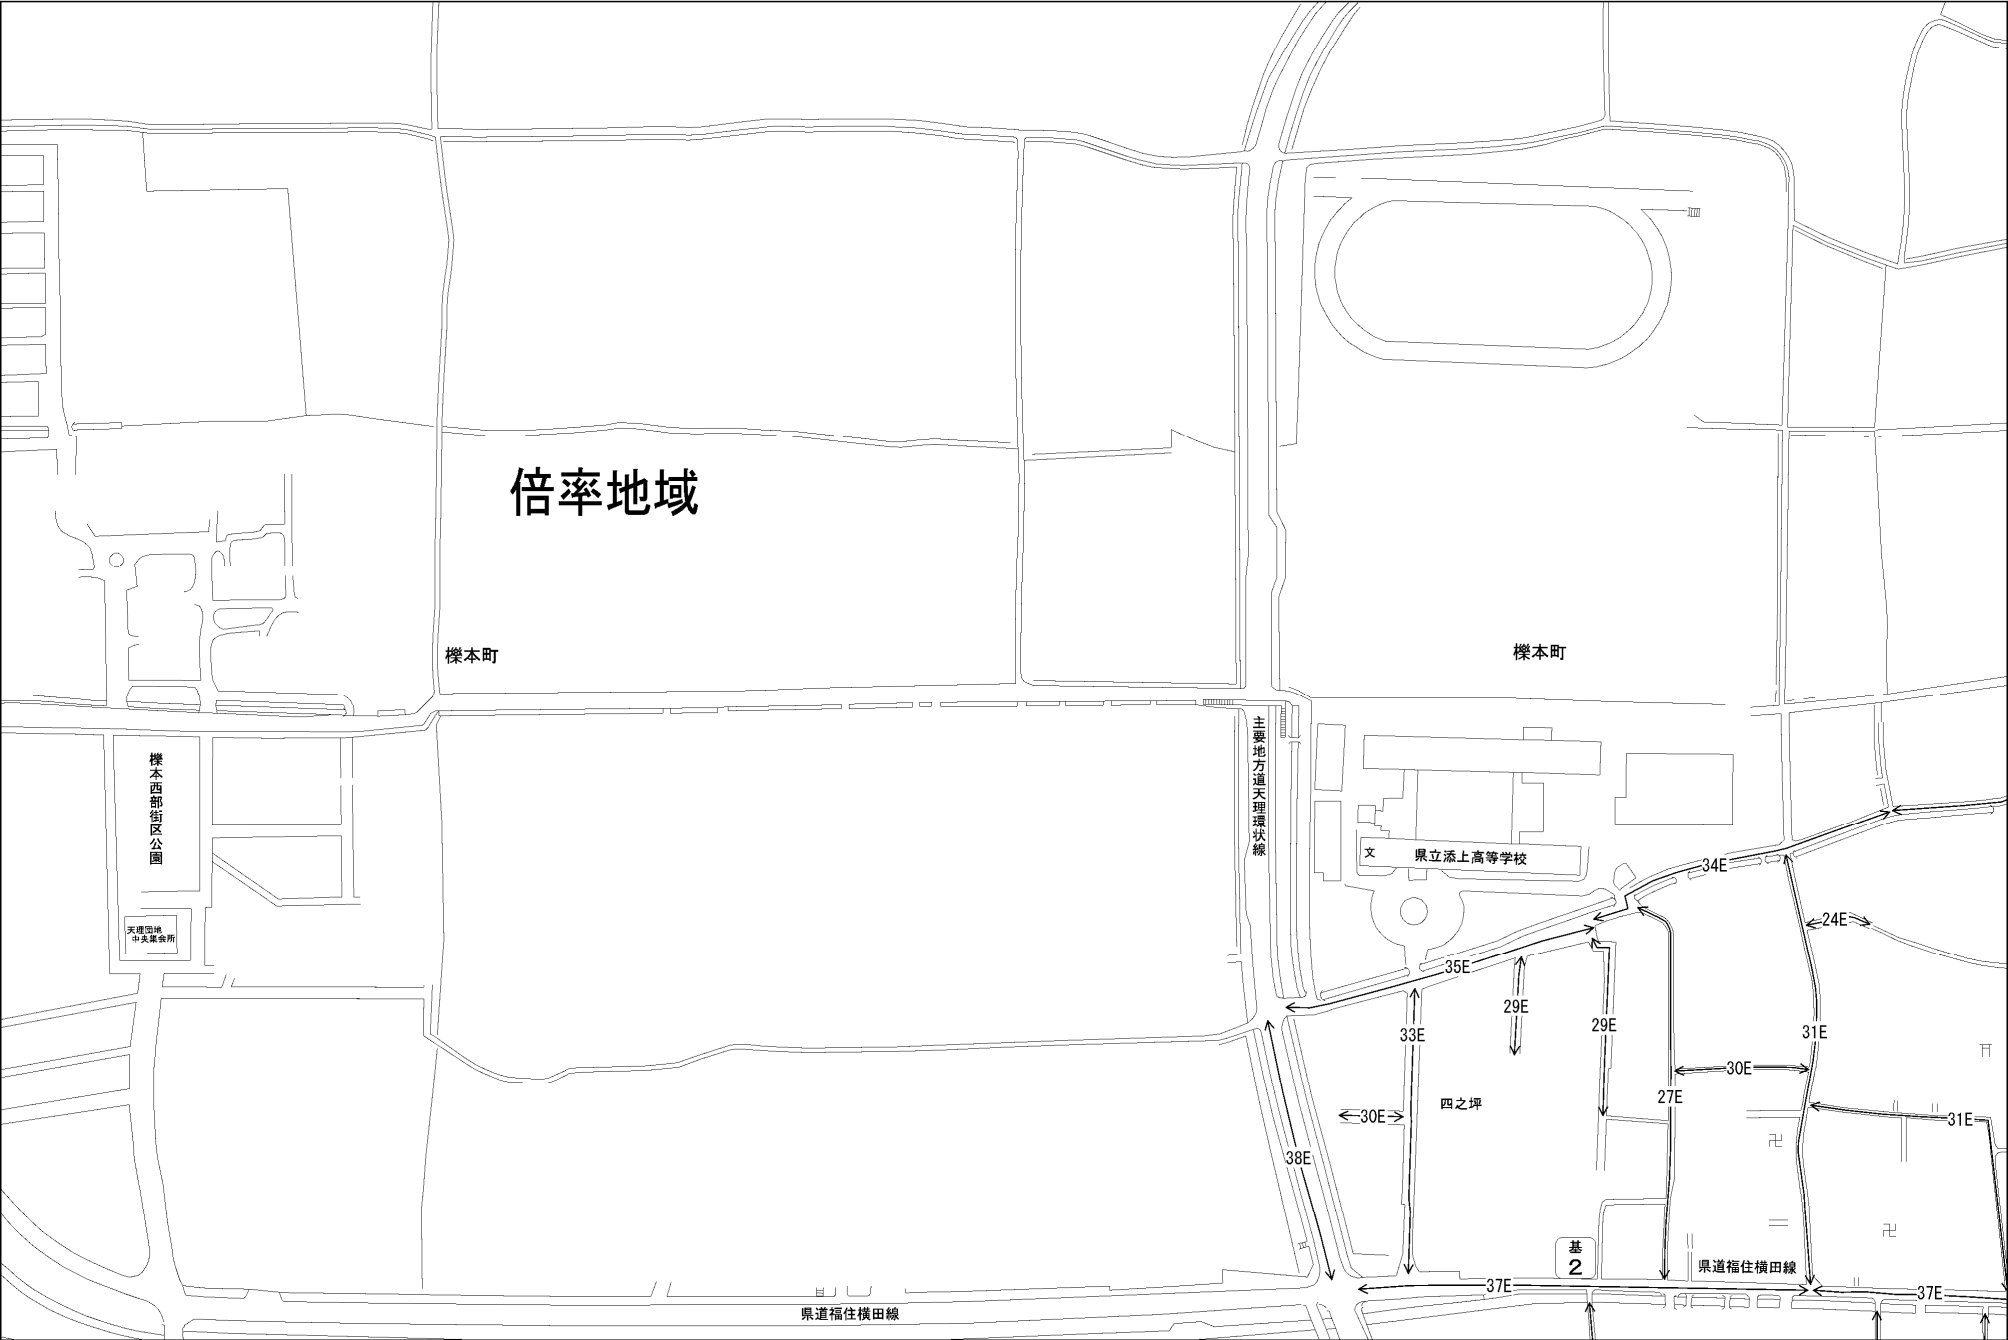 倍率地域
櫟本町
櫟本町
主要地方道天理環状線
櫟本西部街区公園
文
県立添上高等学校
34E
24E
天理団地
中央集会所
35E
29E
29E
33E
31E
30E
27E
四之坪
30E
31E
38E
基
2
県道福住横田線
37E
37E
県道福住横田線